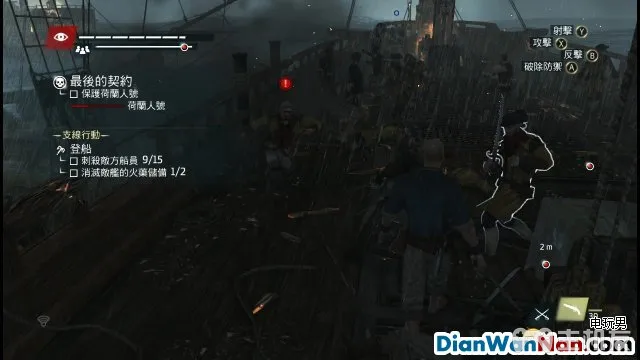 射擊 Y
攻擊 X
反擊 B
破除防禦 A
最後的契約
保護荷蘭人號
荷蘭人號
支線行動
登船
刺殺敵方船員 9/15
消滅敵艦的火藥儲備 1/2
2 m
38
电玩男
DianWanNan.com